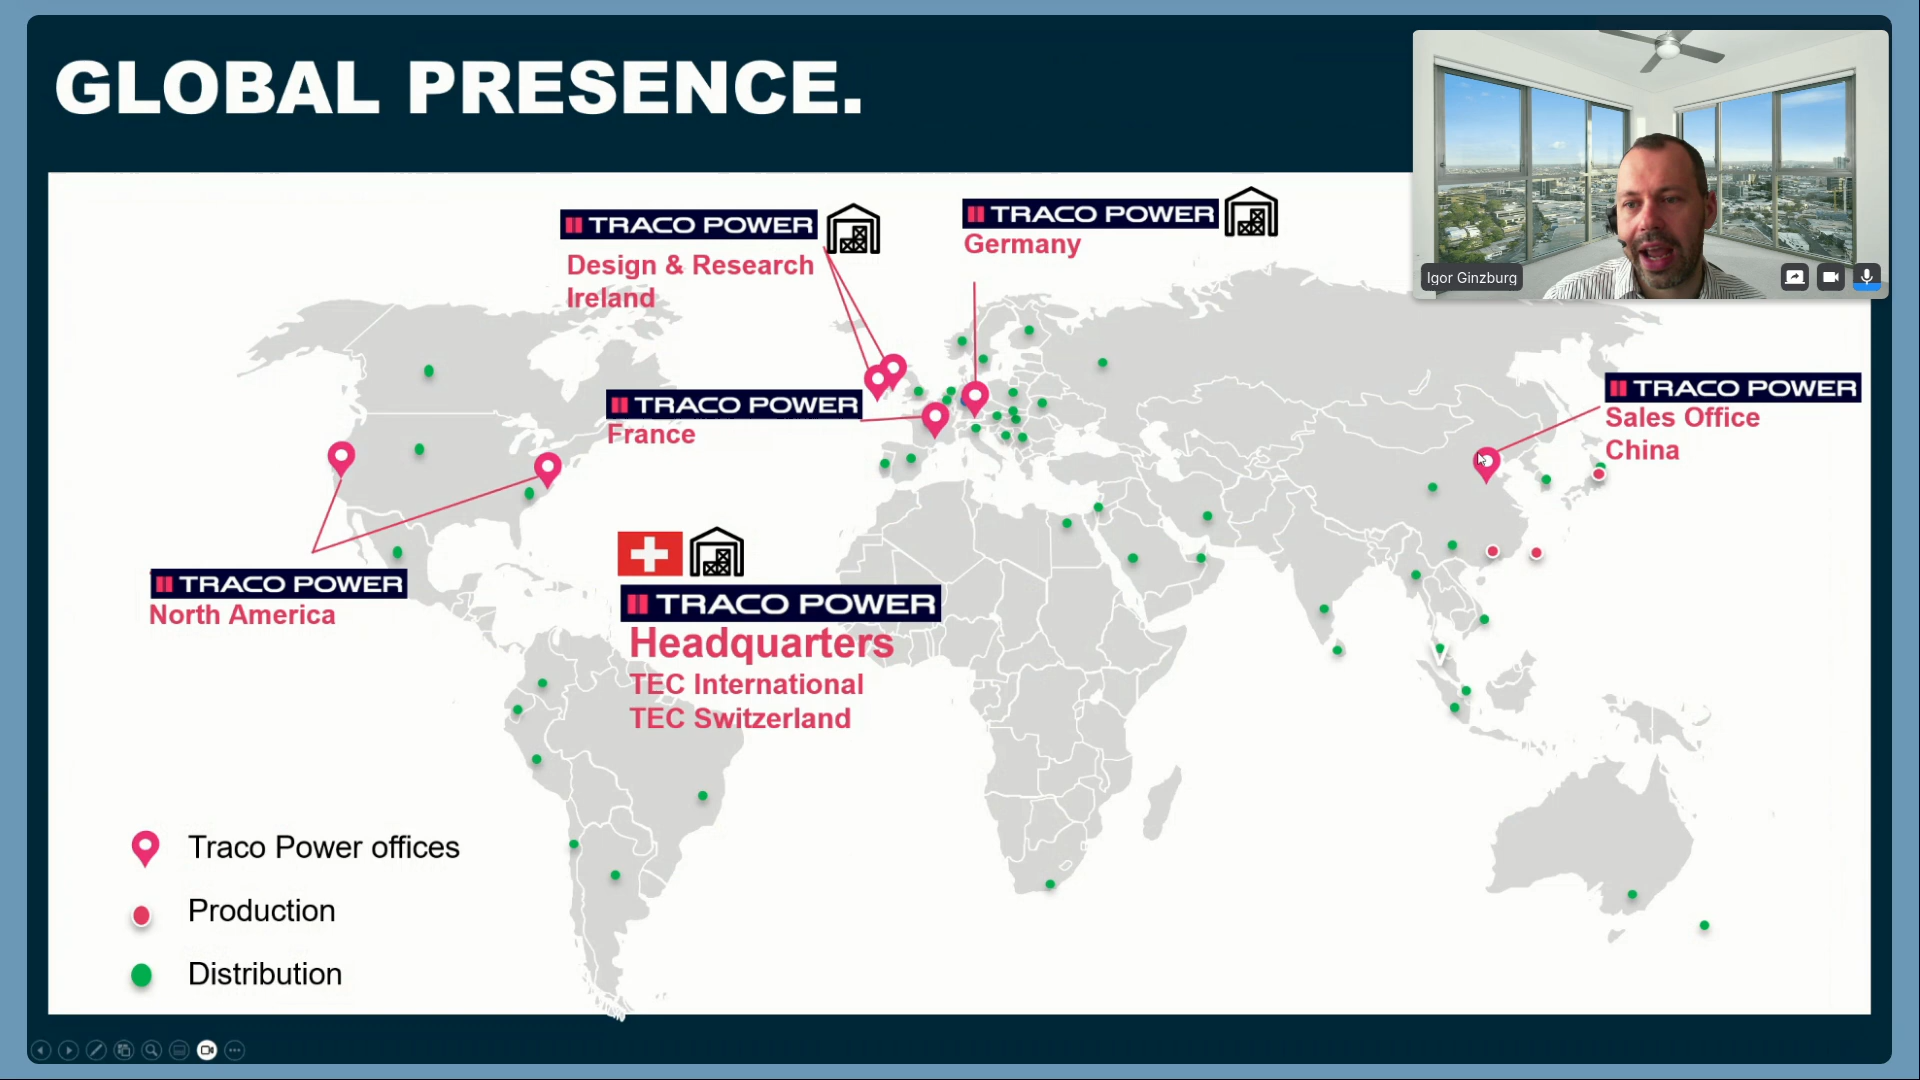 GLOBAL PRESENCE.
Igor Ginzburg
TRACO POWER
Design & Research
Ireland
TRACO POWER
Germany
TRACO POWER
France
TRACO POWER
Sales Office
China
TRACO POWER
North America
TRACO POWER
Headquarters
TEC International
TEC Switzerland
V
Traco Power offices
Production
Distribution